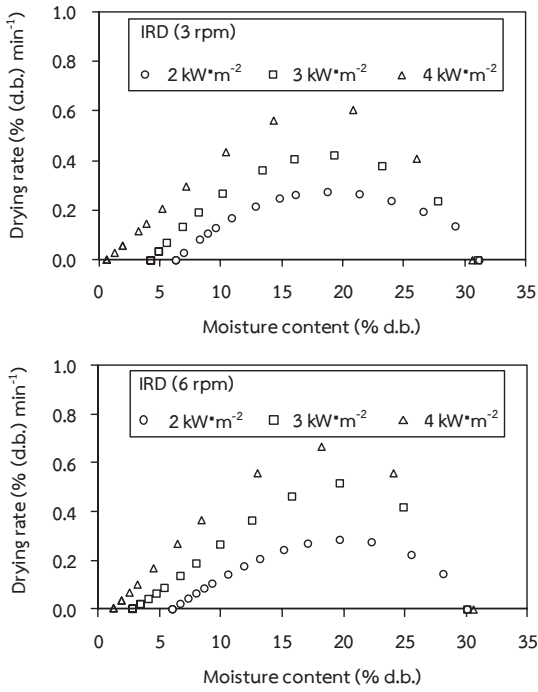 1.0
IRD (3 rpm)
0.8
2 kW▪m⁻² 3 kW▪m⁻² 4 kW▪m⁻²
0.6
0.4
0.2
0.0
0 5 10 15 20 25 30 35
Drying rate (% (d.b.) min⁻¹)
Moisture content (% d.b.)
1.0
IRD (6 rpm)
0.8
2 kW▪m⁻² 3 kW▪m⁻² 4 kW▪m⁻²
0.6
0.4
0.2
0.0
0 5 10 15 20 25 30 35
Drying rate (% (d.b.) min⁻¹)
Moisture content (% d.b.)